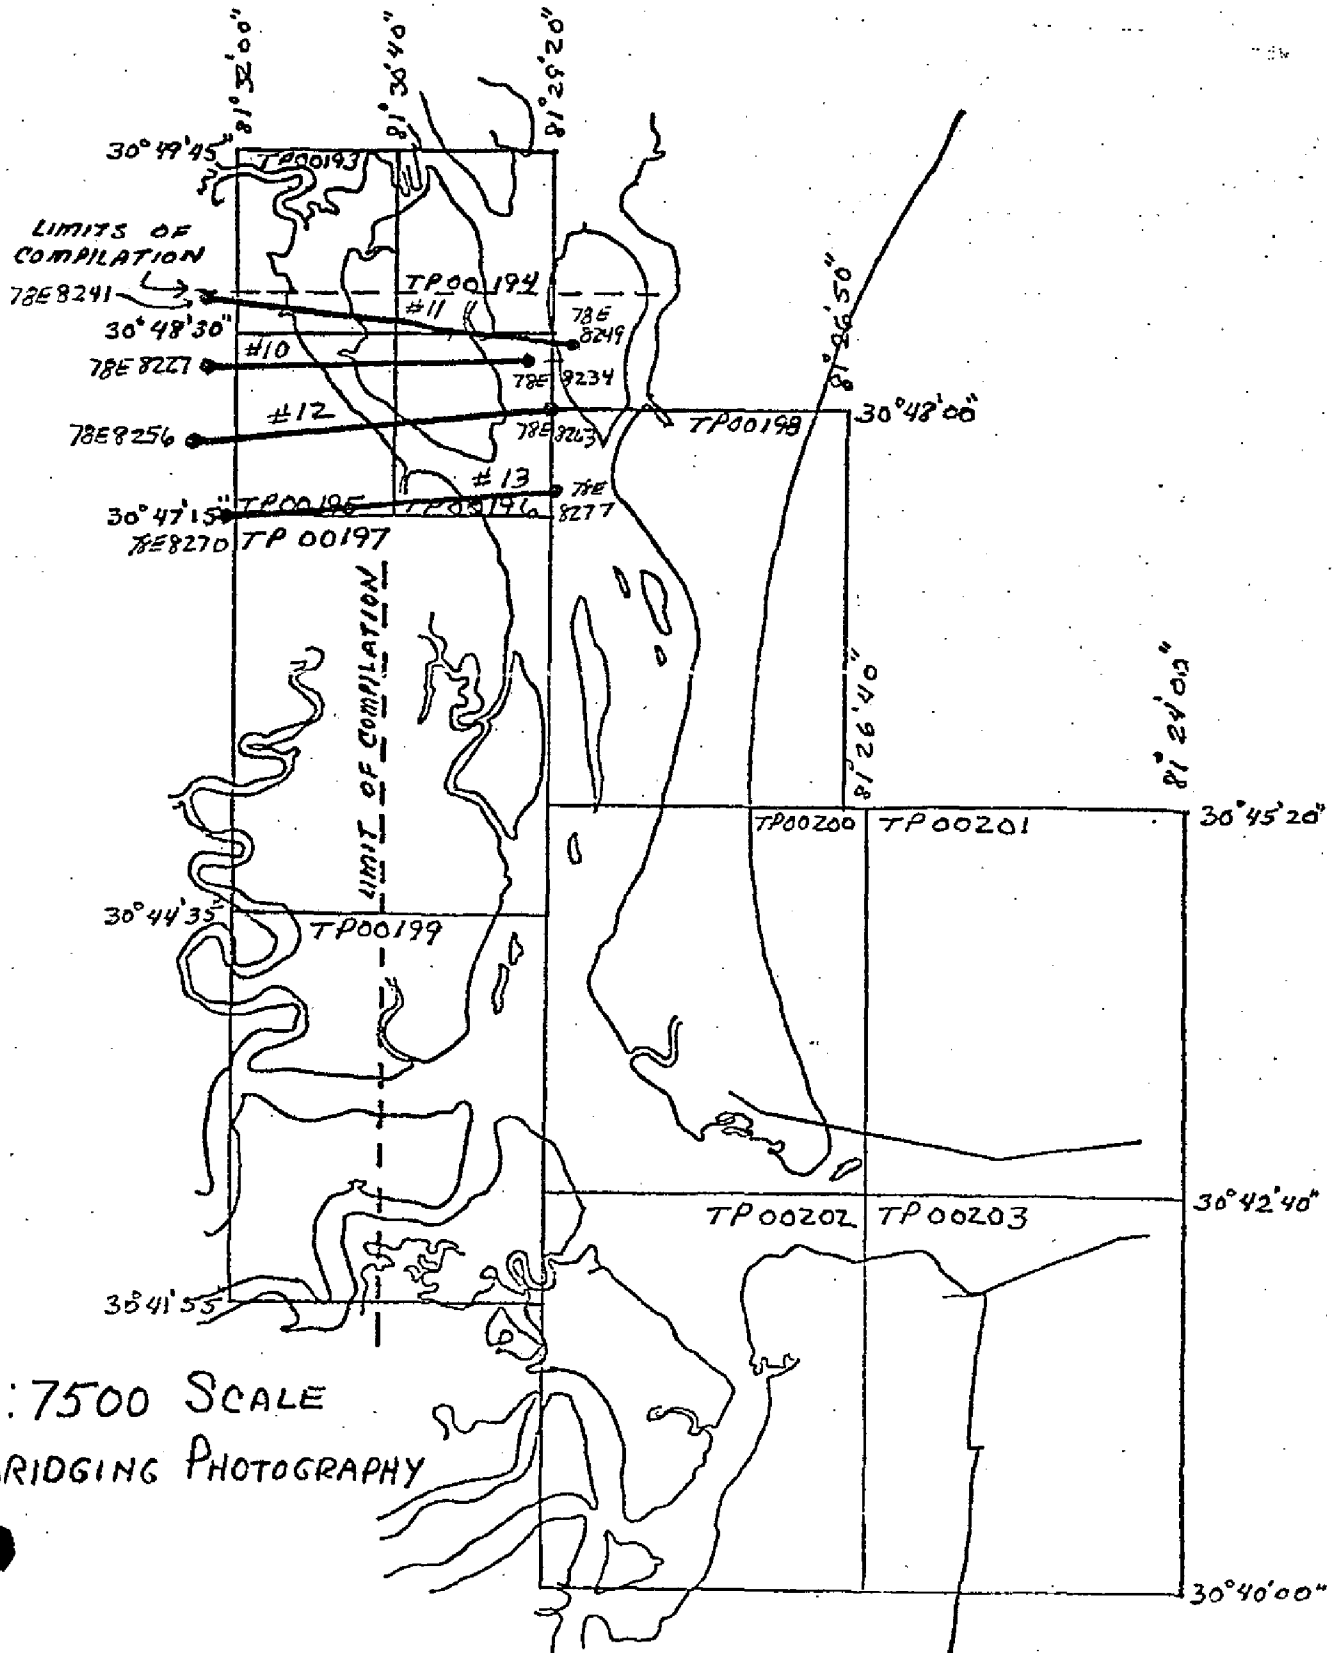 81°32'00"
81°30'40"
81°29'20"
30°49'45"
TP00193
LIMITS OF
COMPILATION
78E8241
TP00194
#11
78E
8249
30°48'30"
#10
78E8227
78E 8234
81°26'50"
#12
78E8256
78E 8263
TP00198
30°48'00"
#13
78E
8277
30°47'15"
TP00195
TP00196
78E8270
TP 00197
LIMIT OF COMPILATION
81°26'40"
81°24'00"
TP00200
TP00201
30°45'20"
30°44'35"
TP00199
TP00202
TP00203
30°42'40"
30°41'55"
:7500 SCALE
RIDGING PHOTOGRAPHY
30°40'00"